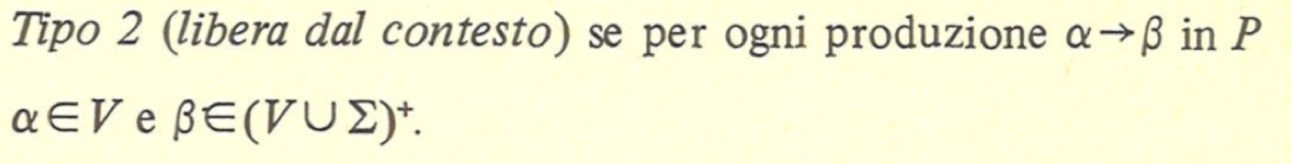 Tipo 2 (libera dal contesto) se per ogni produzione α→β in P
α∈V e β∈(V∪Σ)⁺.